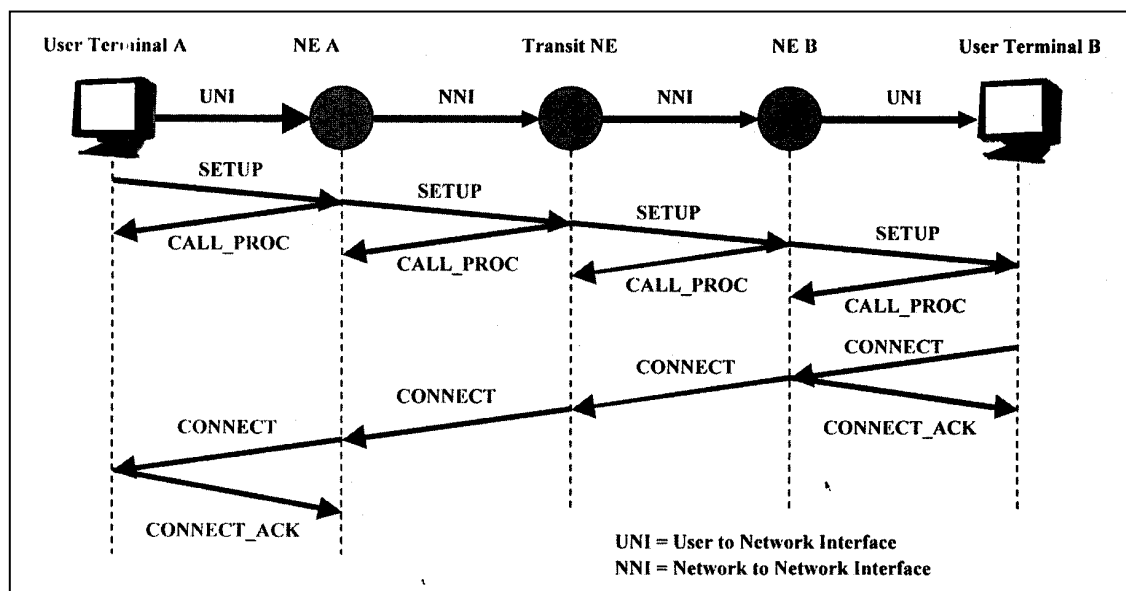 User Terminal A NE A Transit NE NE B User Terminal B
UNI NNI NNI UNI
SETUP
SETUP
SETUP
SETUP
CALL_PROC
CALL_PROC
CALL_PROC
CALL_PROC
CONNECT
CONNECT
CONNECT
CONNECT
CONNECT_ACK
CONNECT_ACK
UNI = User to Network Interface
NNI = Network to Network Interface